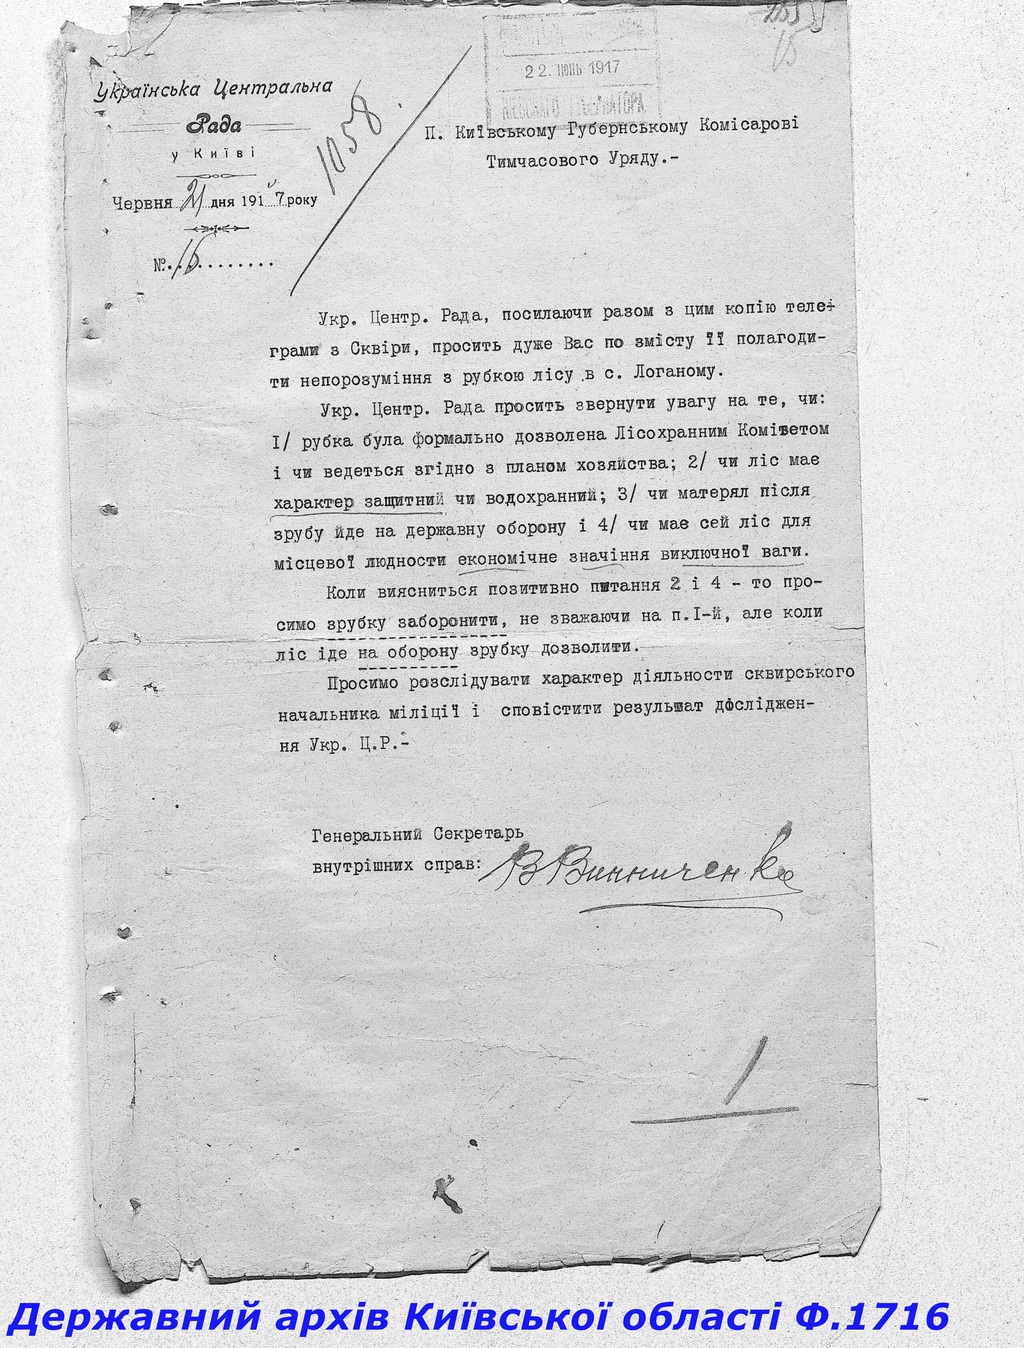 Українська Центральна
Рада
у Київі
Червня 21 дня 1917 року
№ 16
1058
22. ИЮНЬ 1917
КІЕВСКАГО ГУБЕРНАТОРА
П. Київському Губернському Комісарові
Тимчасового Уряду.-
Укр. Центр. Рада, посилаючи разом з цим копію теле-
грами з Сквіри, просить дуже Вас по змісту її полагоди-
ти непорозуміння з рубкою лісу в с. Логаному.
Укр. Центр. Рада просить звернути увагу на те, чи:
I/ рубка була формально дозволена Лісохранним Комітетом
і чи ведеться згідно з планом хозяйства; 2/ чи ліс має
характер защитний чи водохранний; 3/ чи матерял після
зрубу йде на державну оборону і 4/ чи має сей ліс для
місцевої людности економічне значіння виключної ваги.
Коли виясниться позитивно питання 2 і 4 - то про-
симо зрубку заборонити, не зважаючи на п.I-й, але коли
ліс іде на оборону зрубку дозволити.-
Просимо розслідувати характер діяльности сквирського
начальника міліції і сповістити результат дослідженн-
ня Укр. Ц.Р.-
Генеральний Секретарь
внутрішних справ: В Винниченко
1
Державний архів Київської області Ф.1716